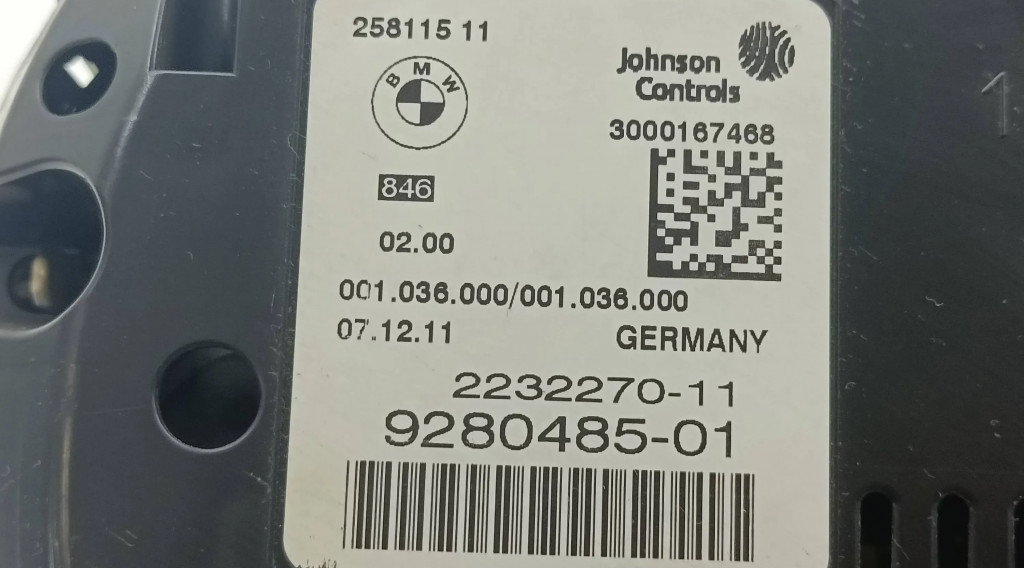 258115 11
BMW
Johnson
Controls
3000167468
846
02.00
001.036.000/001.036.000
07.12.11
GERMANY
2232270-11
9280485-01
1